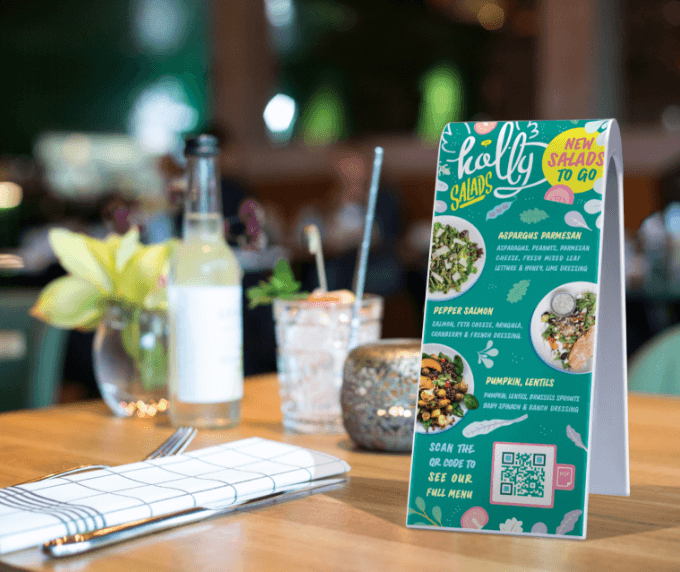 holly
SALADS
NEW
SALADS
TO GO
ASPARGUS PARMESAN
ASPARAGUS, PEANUTS, PARMESAN
CHEESE, FRESH MIXED LEAF
LETTUCE & HONEY, LIME DRESSING
PEPPER SALMON
SALMON, FETA CHEESE, ARUGULA,
CRANBERRY & FRENCH DRESSING
PUMPKIN, LENTILS
PUMPKIN, LENTILS, BRUSSELS SPROUTS
BABY SPINACH & RANCH DRESSING
SCAN THE
QR CODE TO
SEE OUR
FULL MENU
PDF